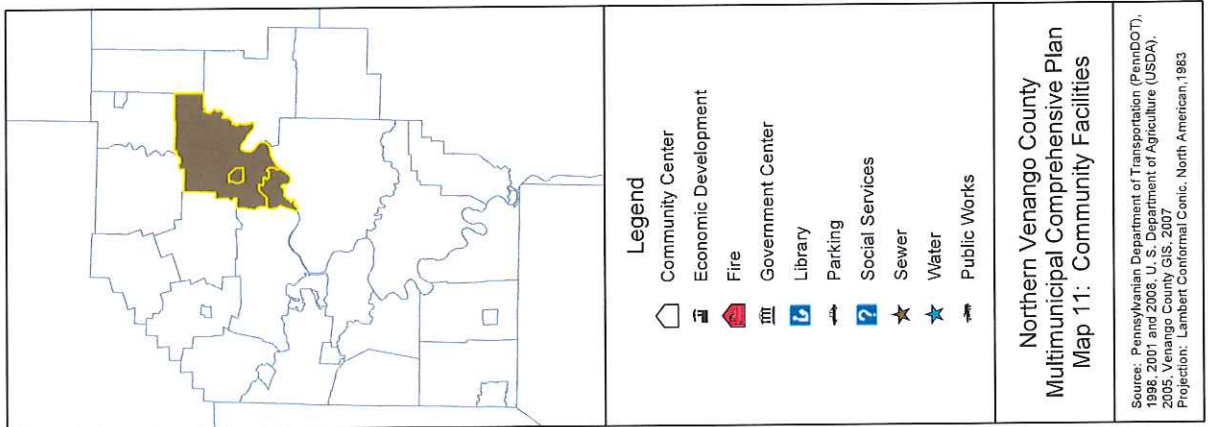 Legend
Community Center
Economic Development
Fire
Government Center
Library
Parking
Social Services
Sewer
Water
Public Works
Northern Venango County
Multimunicipal Comprehensive Plan
Map 11: Community Facilities
Source: Pennsylvanian Department of Transportation (PennDOT),
1998, 2001 and 2008, U. S. Department of Agriculture (USDA).
2005, Venango County GIS, 2007
Projection: Lambert Conformal Conic, North American,1983